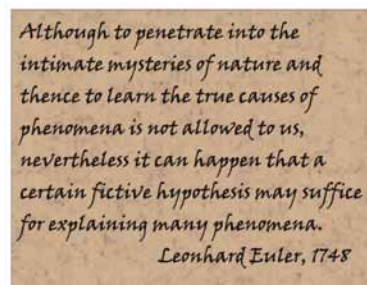 Although to penetrate into the
intimate mysteries of nature and
thence to learn the true causes of
phenomena is not allowed to us,
nevertheless it can happen that a
certain fictive hypothesis may suffice
for explaining many phenomena.
Leonhard Euler, 1748